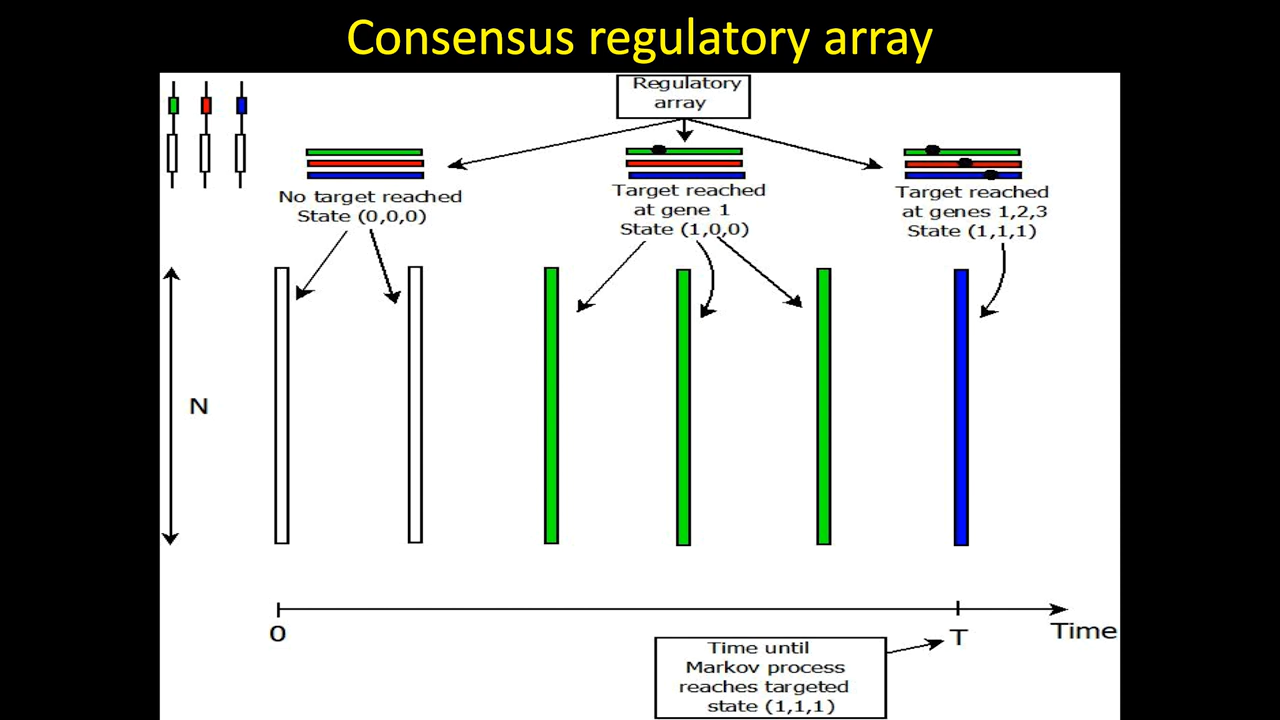 Consensus regulatory array
Regulatory
array
No target reached
State (0,0,0)
Target reached
at gene 1
State (1,0,0)
Target reached
at genes 1,2,3
State (1,1,1)
N
0
T
Time
Time until
Markov process
reaches targeted
state (1,1,1)